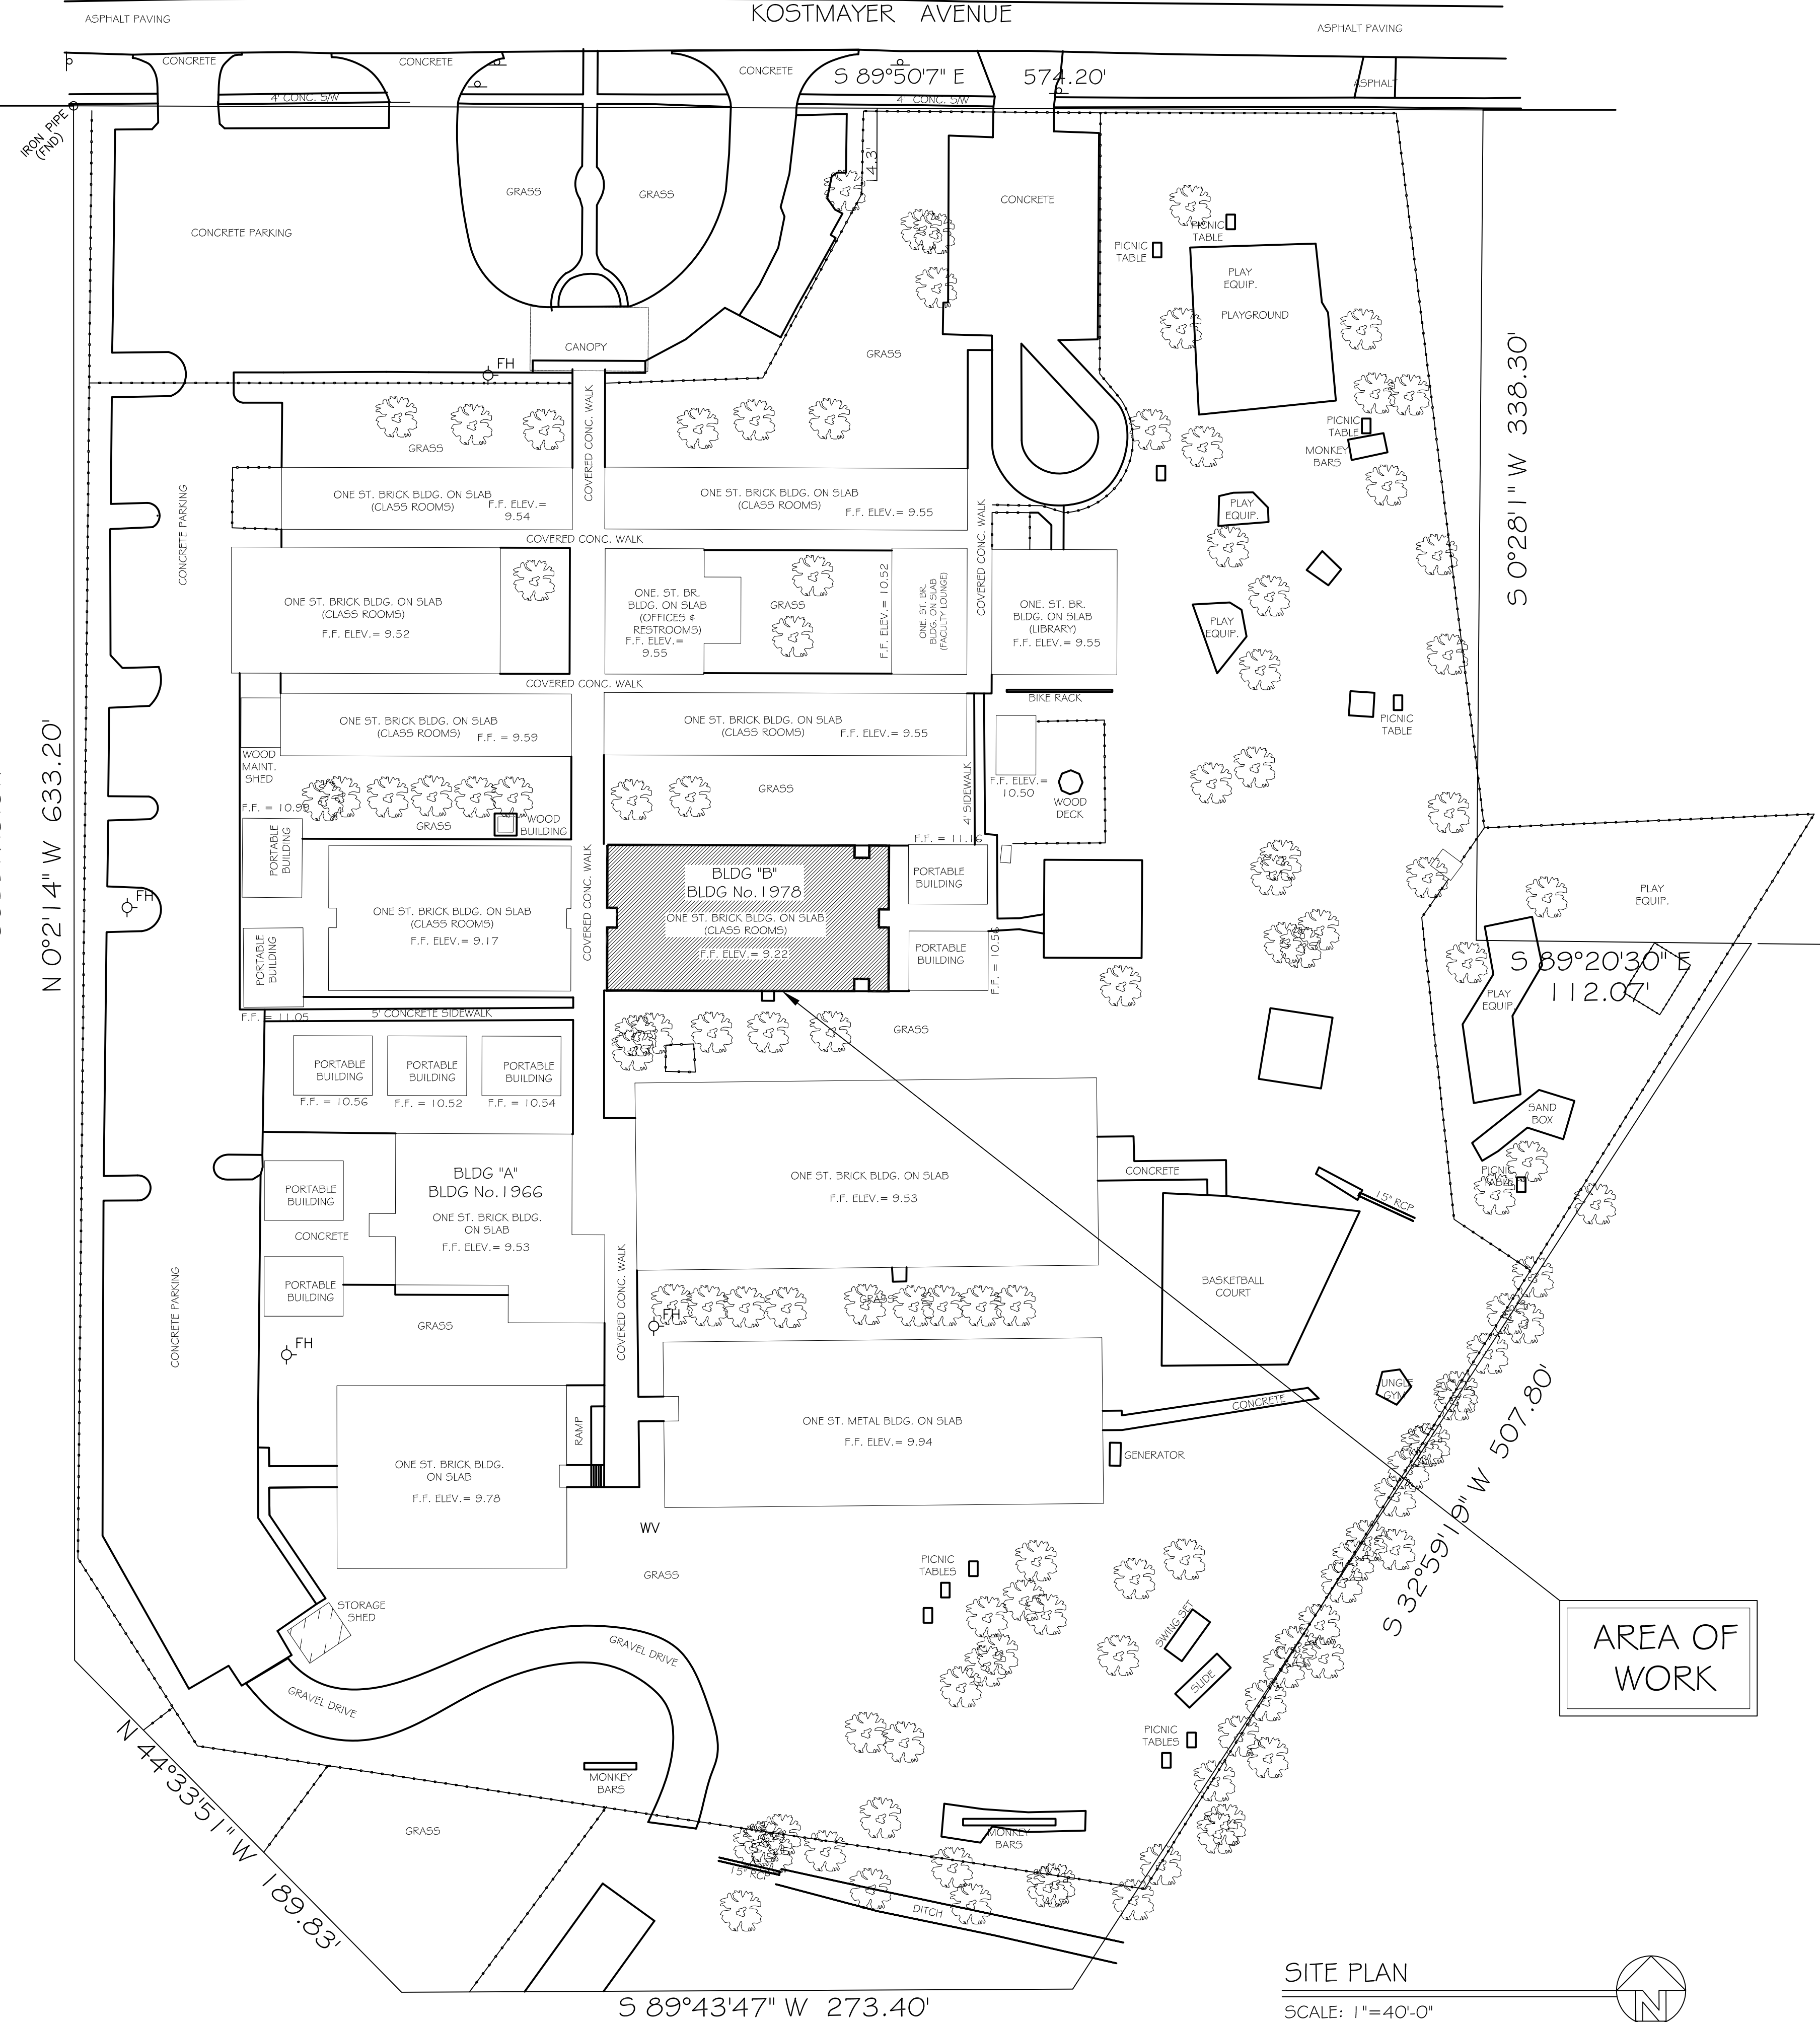 KOSTMAYER AVENUE
ASPHALT PAVING
ASPHALT PAVING
CONCRETE
CONCRETE
CONCRETE
S 89°50'7" E 574.20'
ASPHALT
4' CONC. S/W
4' CONC. S/W
IRON PIPE
(FND)
14.3'
GRASS
GRASS
CONCRETE
CONCRETE PARKING
PICNIC
TABLE
PICNIC
TABLE
PLAY
EQUIP.
PLAYGROUND
CANOPY
GRASS
FH
S 0°28'1" W 338.30'
COVERED CONC. WALK
GRASS
PICNIC
TABLE
MONKEY
BARS
CONCRETE PARKING
ONE ST. BRICK BLDG. ON SLAB
(CLASS ROOMS)
F.F. ELEV.=
9.54
ONE ST. BRICK BLDG. ON SLAB
(CLASS ROOMS)
F.F. ELEV.= 9.55
COVERED CONC. WALK
PLAY
EQUIP.
COVERED CONC. WALK
ONE ST. BRICK BLDG. ON SLAB
(CLASS ROOMS)
F.F. ELEV.= 9.52
ONE. ST. BR.
BLDG. ON SLAB
(OFFICES &
RESTROOMS)
F.F. ELEV.=
9.55
GRASS
F.F. ELEV.= 10.52
ONE. ST. BR.
BLDG. ON SLAB
(FACULTY LOUNGE)
ONE. ST. BR.
BLDG. ON SLAB
(LIBRARY)
F.F. ELEV.= 9.55
PLAY
EQUIP.
COVERED CONC. WALK
BIKE RACK
N 0°2'14" W 633.20'
ONE ST. BRICK BLDG. ON SLAB
(CLASS ROOMS)
F.F. = 9.59
ONE ST. BRICK BLDG. ON SLAB
(CLASS ROOMS)
F.F. ELEV.= 9.55
PICNIC
TABLE
WOOD
MAINT.
SHED
F.F. = 10.99
GRASS
WOOD
BUILDING
GRASS
4' SIDEWALK
F.F. ELEV.=
10.50
WOOD
DECK
F.F. = 11.16
PORTABLE
BUILDING
FH
ONE ST. BRICK BLDG. ON SLAB
(CLASS ROOMS)
F.F. ELEV.= 9.17
COVERED CONC. WALK
BLDG "B"
BLDG No.1978
ONE ST. BRICK BLDG. ON SLAB
(CLASS ROOMS)
F.F. ELEV.= 9.22
PORTABLE
BUILDING
PORTABLE
BUILDING
F.F. = 10.56
PLAY
EQUIP.
S 89°20'30" E
112.07'
PLAY
EQUIP.
PORTABLE
BUILDING
F.F. = 11.05
5' CONCRETE SIDEWALK
GRASS
PORTABLE
BUILDING
F.F. = 10.56
PORTABLE
BUILDING
F.F. = 10.52
PORTABLE
BUILDING
F.F. = 10.54
SAND
BOX
PICNIC
TABLE
BLDG "A"
BLDG No.1966
ONE ST. BRICK BLDG.
ON SLAB
F.F. ELEV.= 9.53
PORTABLE
BUILDING
CONCRETE
PORTABLE
BUILDING
ONE ST. BRICK BLDG. ON SLAB
F.F. ELEV.= 9.53
CONCRETE
15" RCP
BASKETBALL
COURT
CONCRETE PARKING
COVERED CONC. WALK
GRASS
GRASS
FH
FH
JUNGLE
GYM
S 32°59'19" W 507.80'
RAMP
ONE ST. METAL BLDG. ON SLAB
F.F. ELEV.= 9.94
CONCRETE
GENERATOR
ONE ST. BRICK BLDG.
ON SLAB
F.F. ELEV.= 9.78
WV
GRASS
PICNIC
TABLES
STORAGE
SHED
SWING SET
SLIDE
AREA OF
WORK
GRAVEL DRIVE
GRAVEL DRIVE
N 44°33'51" W 189.83'
PICNIC
TABLES
MONKEY
BARS
GRASS
MONKEY
BARS
15" RCP
DITCH
S 89°43'47" W 273.40'
SITE PLAN
SCALE: 1"=40'-0"
N